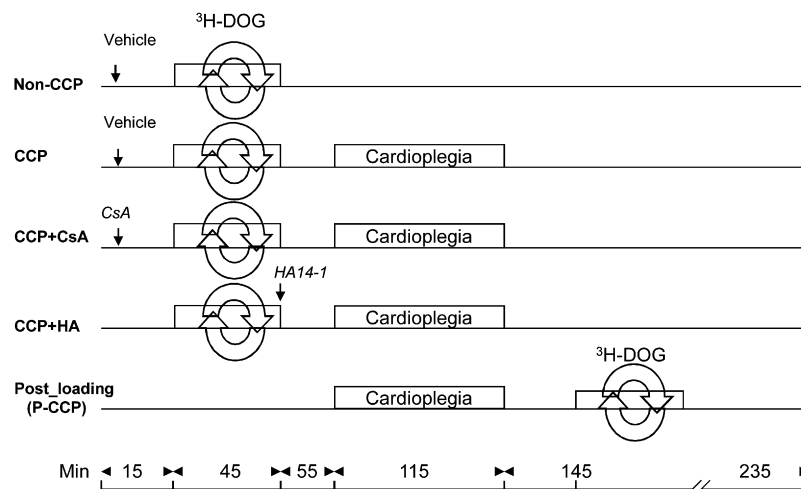 ³H-DOG
Vehicle
Non-CCP
Vehicle
CCP
Cardioplegia
CsA
CCP+CsA
Cardioplegia
HA14-1
CCP+HA
Cardioplegia
³H-DOG
Post_loading
(P-CCP)
Cardioplegia
Min 15 45 55 115 145 235